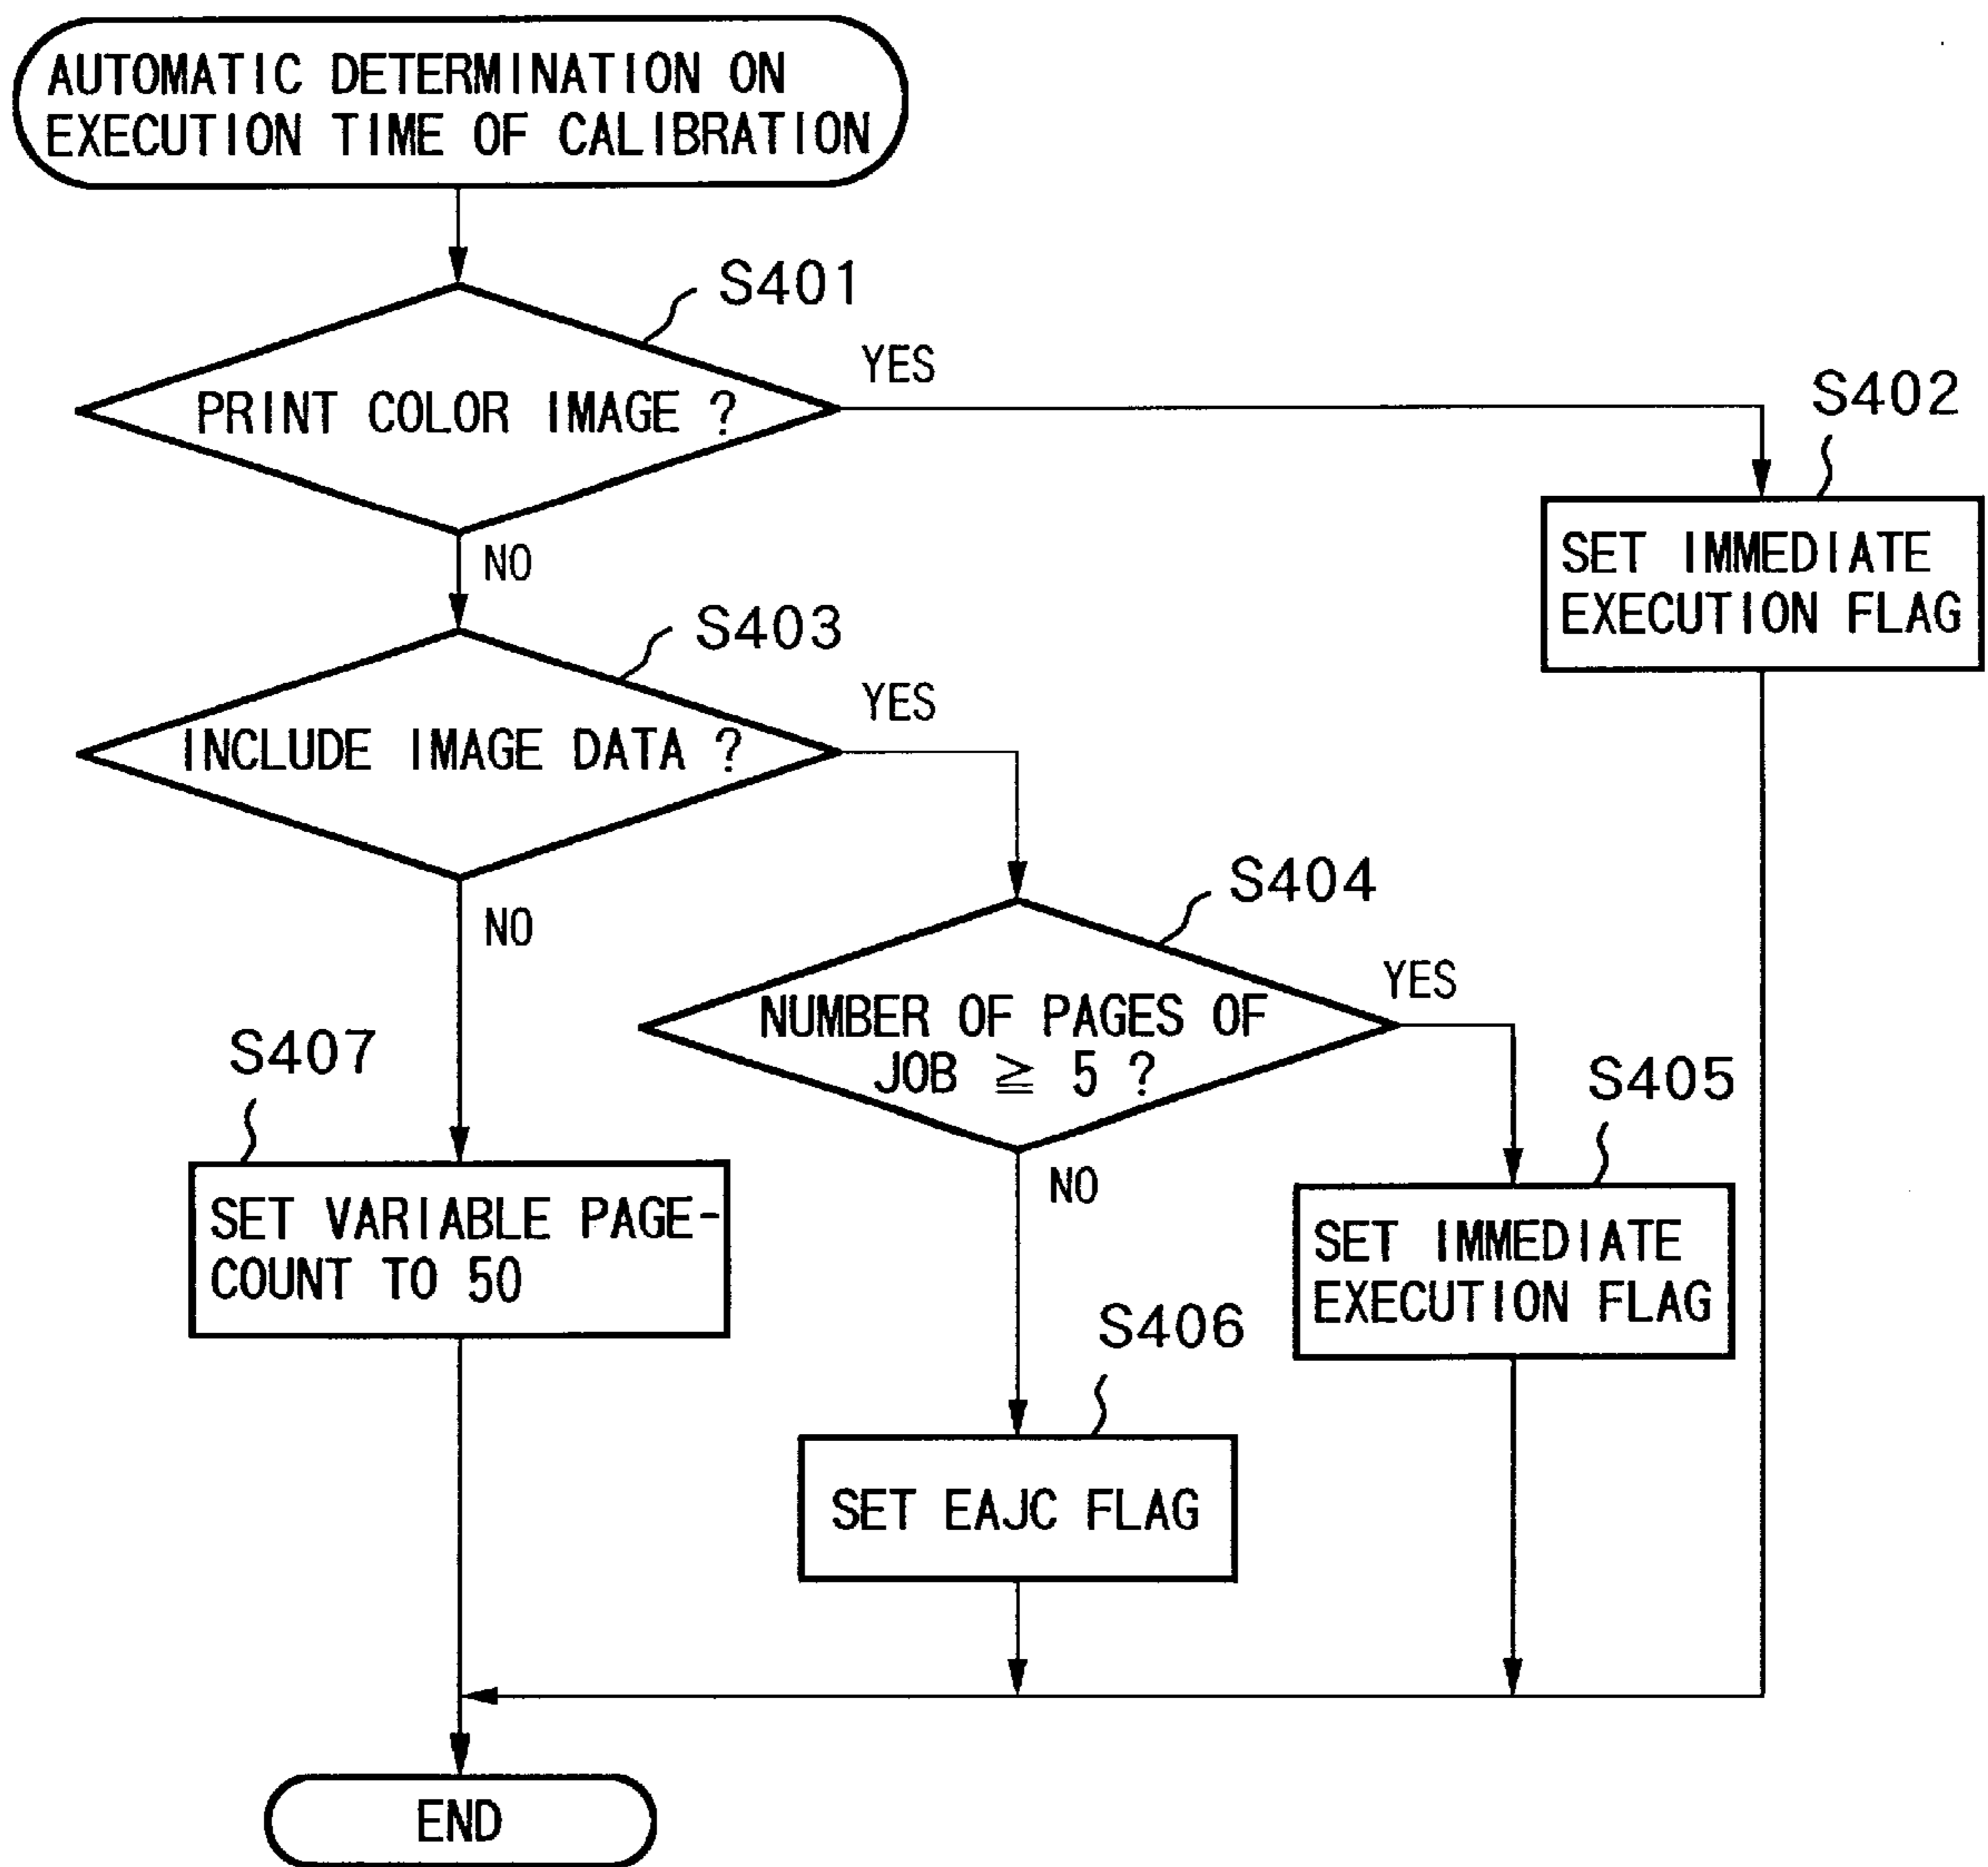 AUTOMATIC DETERMINATION ON
EXECUTION TIME OF CALIBRATION
S401
PRINT COLOR IMAGE ?
YES
NO
S402
SET IMMEDIATE
EXECUTION FLAG
S403
INCLUDE IMAGE DATA ?
YES
NO
S404
NUMBER OF PAGES OF
JOB ≧ 5 ?
YES
NO
S407
SET VARIABLE PAGE-
COUNT TO 50
S405
SET IMMEDIATE
EXECUTION FLAG
S406
SET EAJC FLAG
END